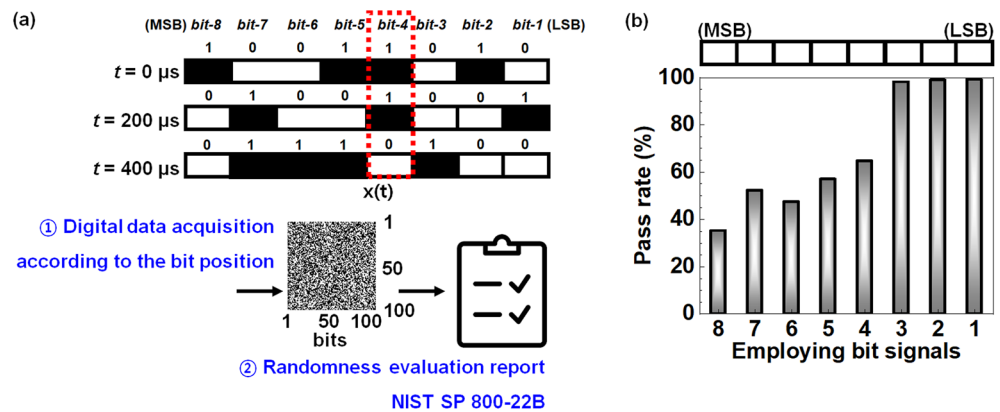 (a)
(MSB) bit-8 bit-7 bit-6 bit-5 bit-4 bit-3 bit-2 bit-1 (LSB)
1 0 0 1 1 0 1 0
t = 0 μs
0 1 0 0 1 0 0 1
t = 200 μs
0 1 1 1 0 1 0 0
t = 400 μs
x(t)
① Digital data acquisition
according to the bit position
1
50
100
1 50 100
bits
② Randomness evaluation report
NIST SP 800-22B
(b)
(MSB) (LSB)
Pass rate (%)
100
80
60
40
20
0
8 7 6 5 4 3 2 1
Employing bit signals